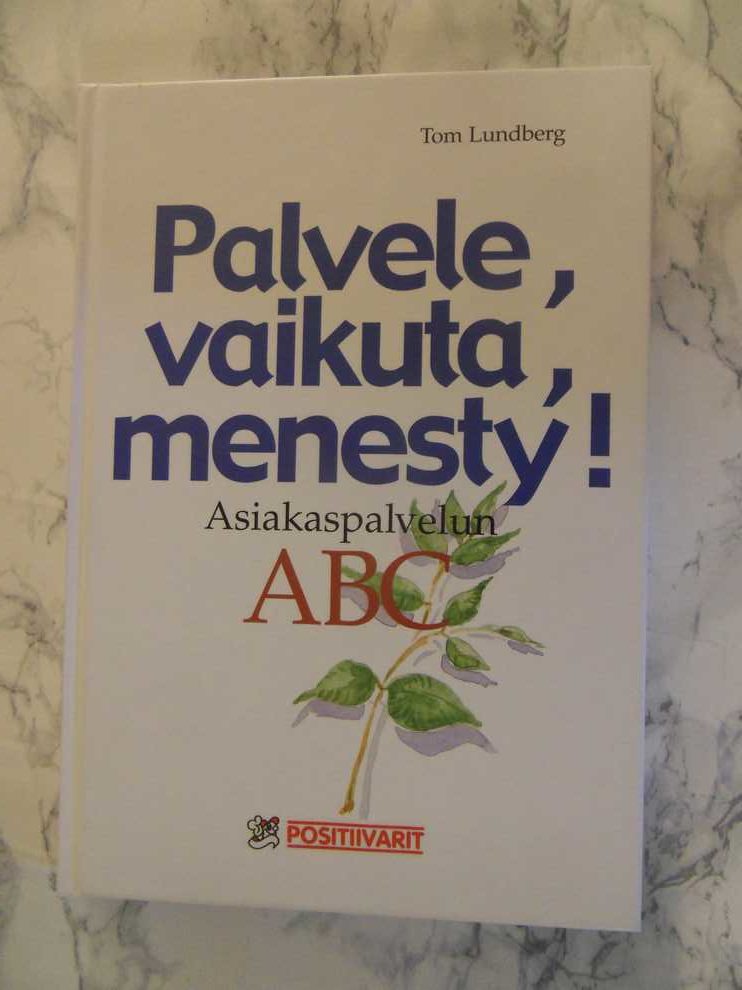 Tom Lundberg
Palvele,
vaikuta,
menesty!
Asiakaspalvelun
ABC
POSITIIVARIT